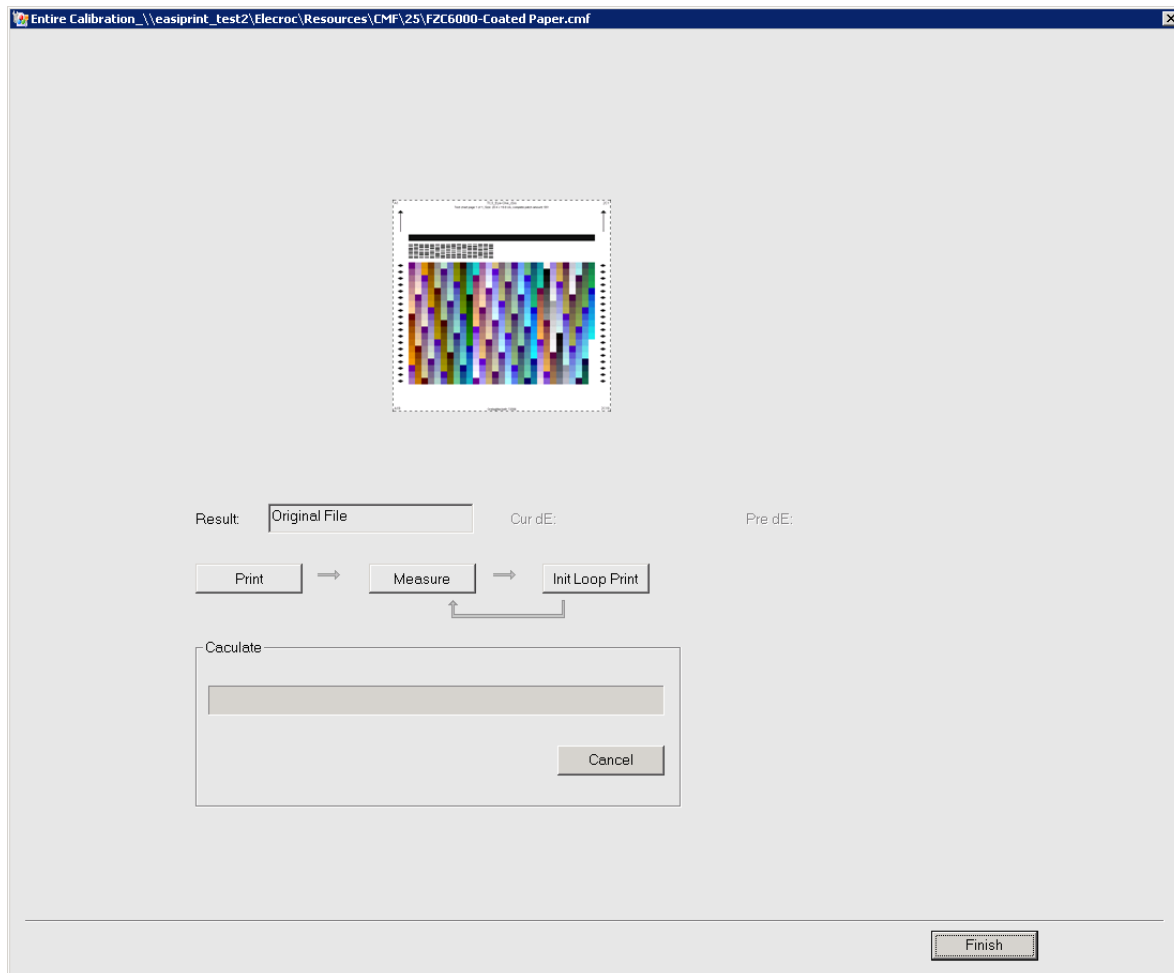 Entire Calibration_\\easiprint_test2\Elecroc\Resources\CMF\25\FZC6000-Coated Paper.cmf
Result:
Original File
Cur dE:
Pre dE:
Print
Measure
Init Loop Print
Caculate
Cancel
Finish